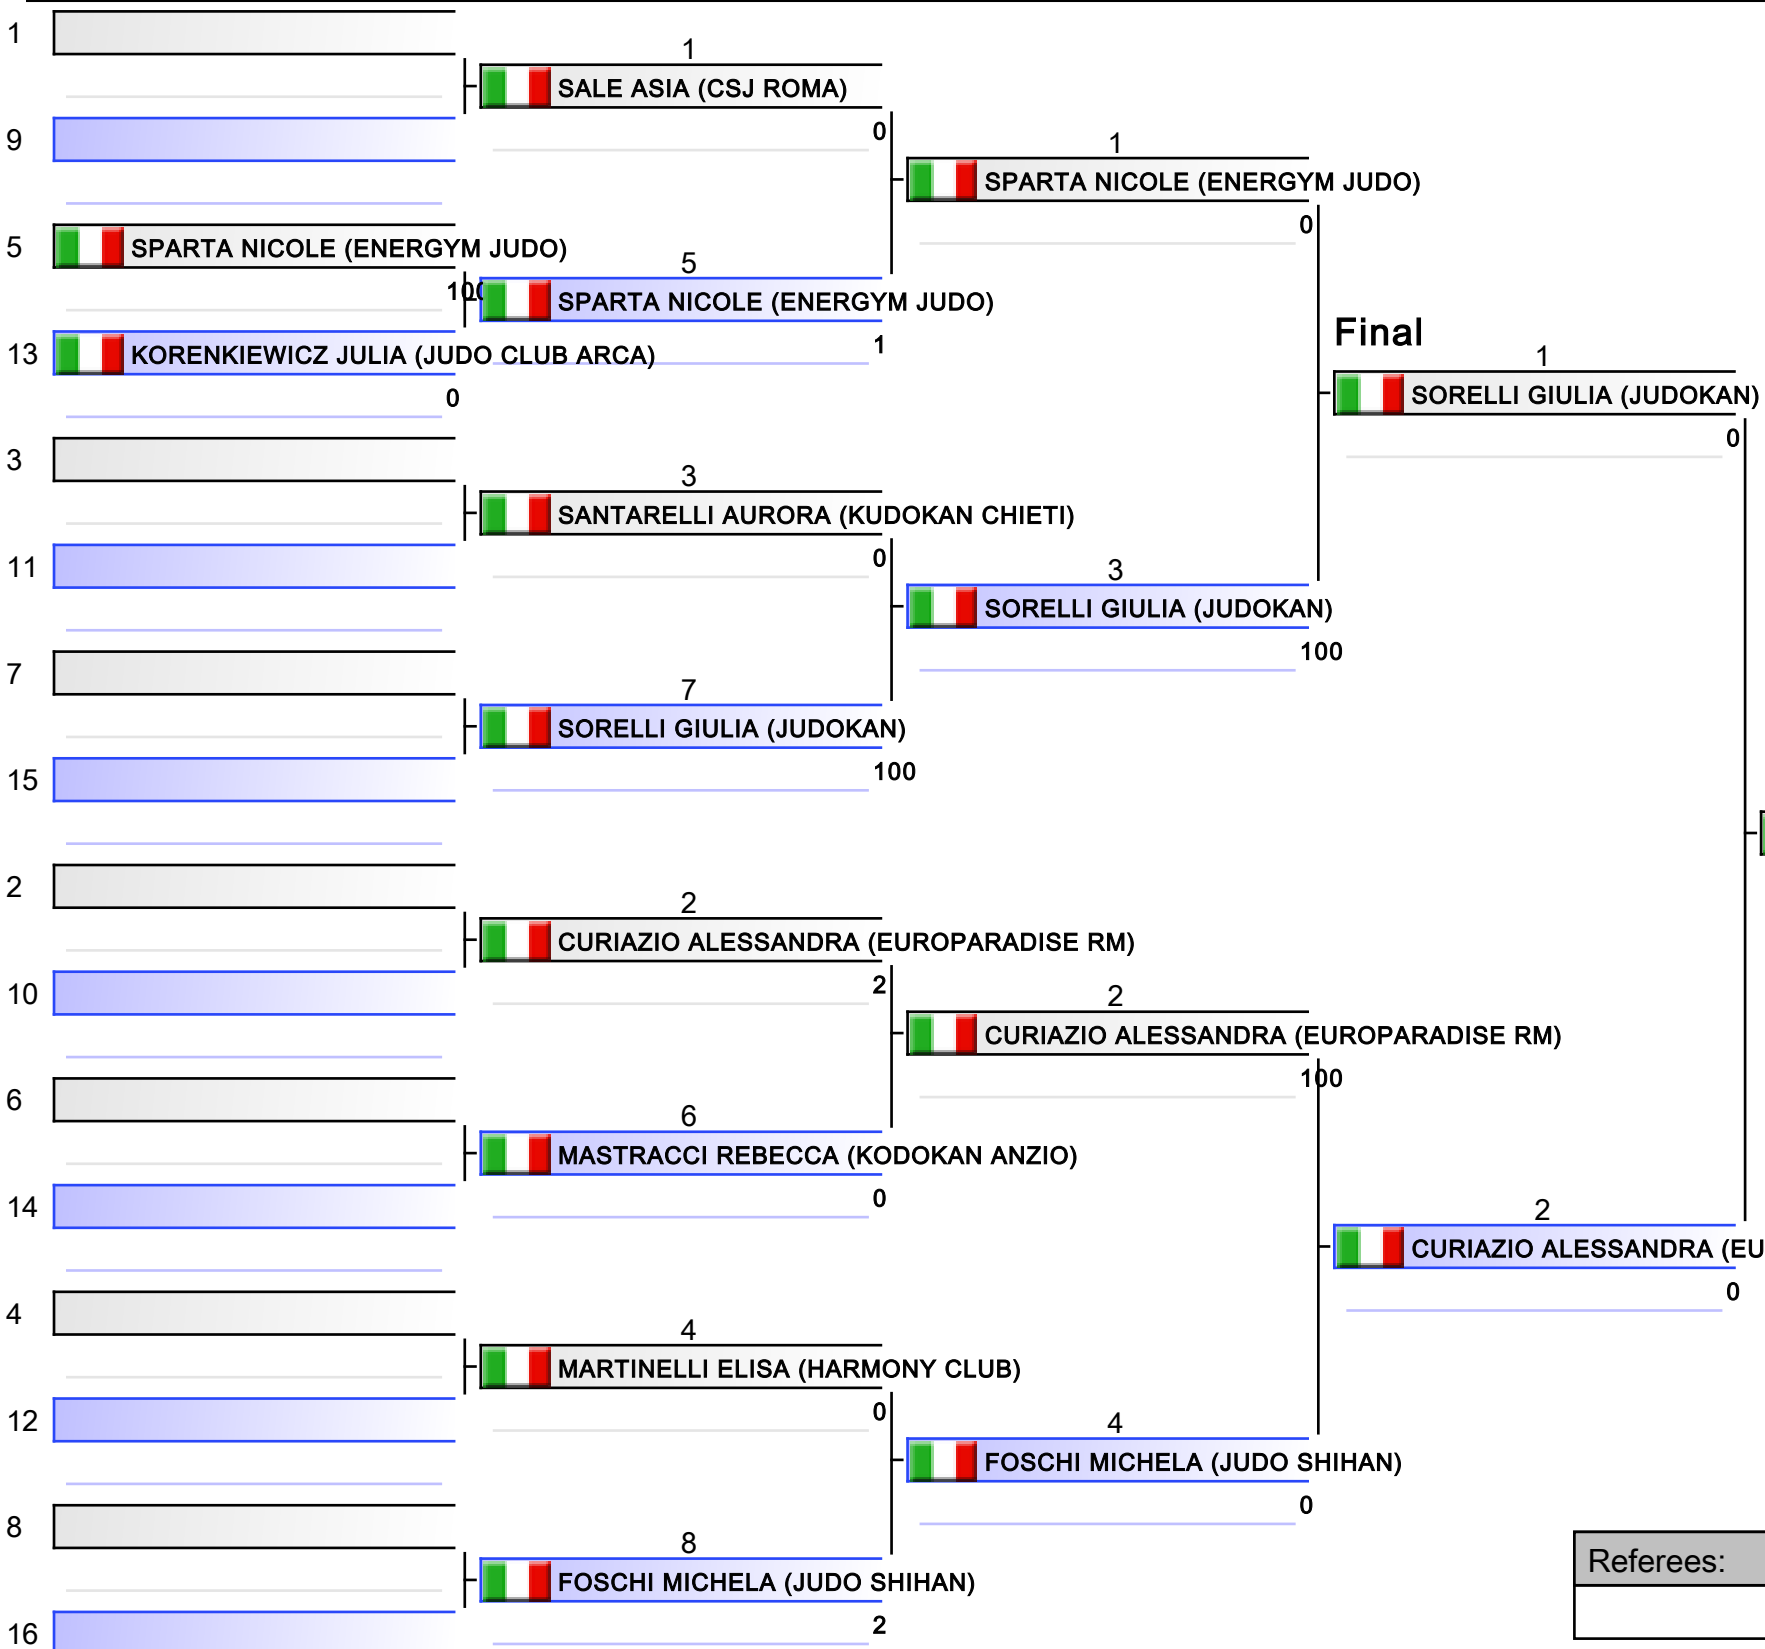 1
1
SALE ASIA (CSJ ROMA)
0
9
1
SPARTA NICOLE (ENERGYM JUDO)
0
5
SPARTA NICOLE (ENERGYM JUDO)
100
5
SPARTA NICOLE (ENERGYM JUDO)
1
13
KORENKIEWICZ JULIA (JUDO CLUB ARCA)
0
Final
1
SORELLI GIULIA (JUDOKAN)
0
3
3
SANTARELLI AURORA (KUDOKAN CHIETI)
0
11
3
SORELLI GIULIA (JUDOKAN)
100
7
7
SORELLI GIULIA (JUDOKAN)
100
15
2
2
CURIAZIO ALESSANDRA (EUROPARADISE RM)
2
10
2
CURIAZIO ALESSANDRA (EUROPARADISE RM)
100
6
6
MASTRACCI REBECCA (KODOKAN ANZIO)
0
14
2
CURIAZIO ALESSANDRA (EU
0
4
4
MARTINELLI ELISA (HARMONY CLUB)
0
12
4
FOSCHI MICHELA (JUDO SHIHAN)
0
8
8
FOSCHI MICHELA (JUDO SHIHAN)
2
16
Referees: